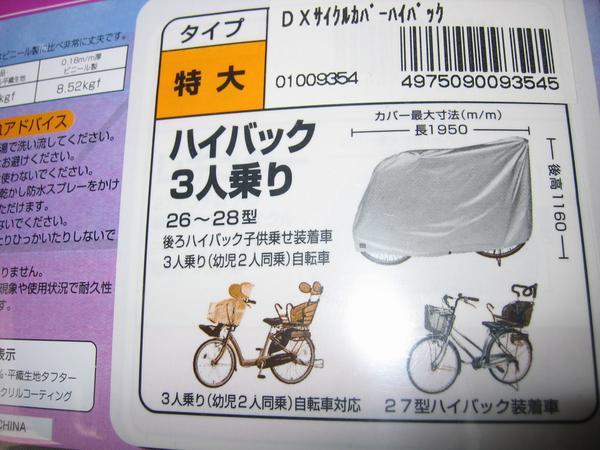 ビニール製に比べ非常に丈夫です。
0.16m/m厚
ビニール製
平織生地
kgf
8.52kgf
アドバイス
湯で洗い流してください。
お避けください。
使わないでください。
乾かし防水スプレーをかけ
ただけます。
ないでください。
たりひっかいたりしないで
りません。
現象や使用状況で耐久性
表示
%・平織生地タフター
クリルコーティング
CHINA
タイプ
特大
DXサイクルカバーハイバック
01009354
4975090093545
ハイバック
3人乗り
26～28型
後ろハイバック子供乗せ装着車
3人乗り(幼児2人同乗)自転車
カバー最大寸法(m/m)
長1950
後高1160
3人乗り(幼児2人同乗)自転車対応
27型ハイバック装着車